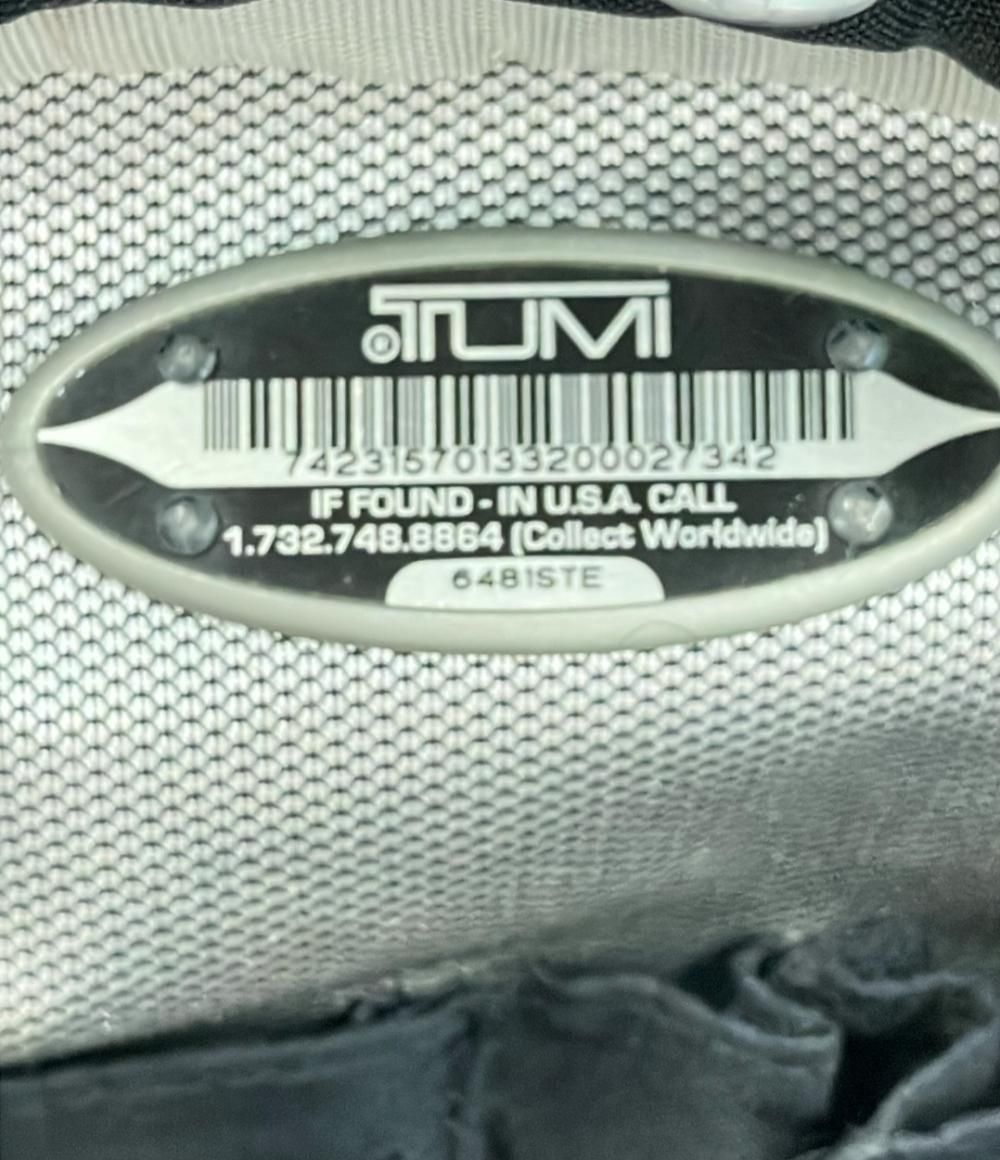 ®TUMI
74231570133200027342
IF FOUND - IN U.S.A. CALL
1.732.748.8864 (Collect Worldwide)
6481STE